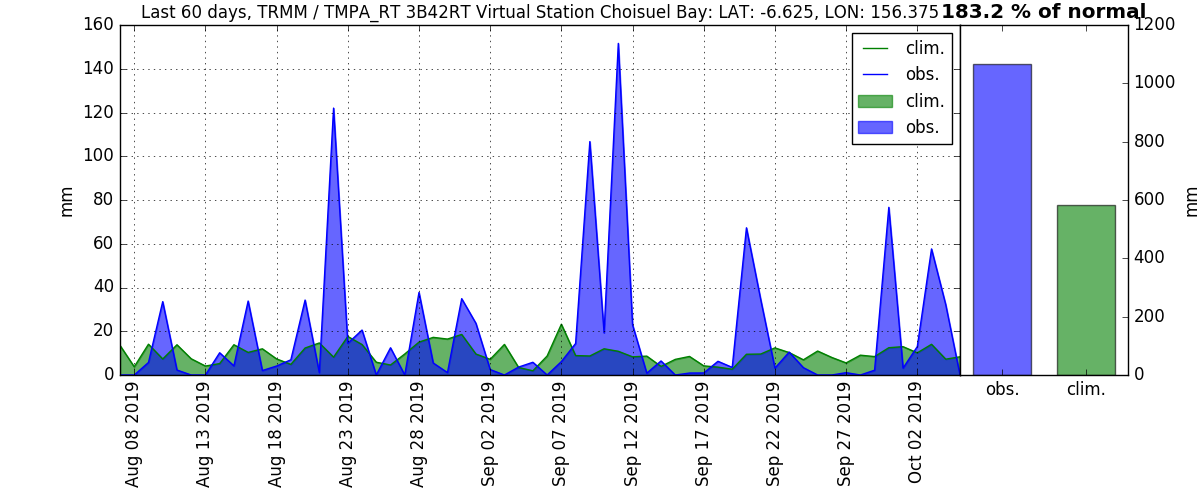 Last 60 days, TRMM / TMPA_RT 3B42RT Virtual Station Choisuel Bay: LAT: -6.625, LON: 156.375
183.2 % of normal
160
140
120
100
80
60
40
20
0
mm
clim.
obs.
clim.
obs.
Aug 08 2019
Aug 13 2019
Aug 18 2019
Aug 23 2019
Aug 28 2019
Sep 02 2019
Sep 07 2019
Sep 12 2019
Sep 17 2019
Sep 22 2019
Sep 27 2019
Oct 02 2019
1200
1000
800
600
400
200
0
mm
obs.
clim.